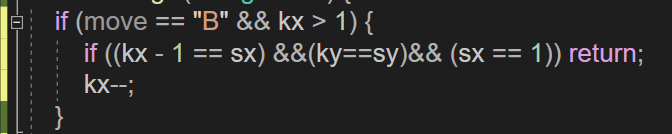 if (move == "B" && kx > 1) {
if ((kx - 1 == sx) &&(ky==sy)&& (sx == 1)) return;
kx--;
}